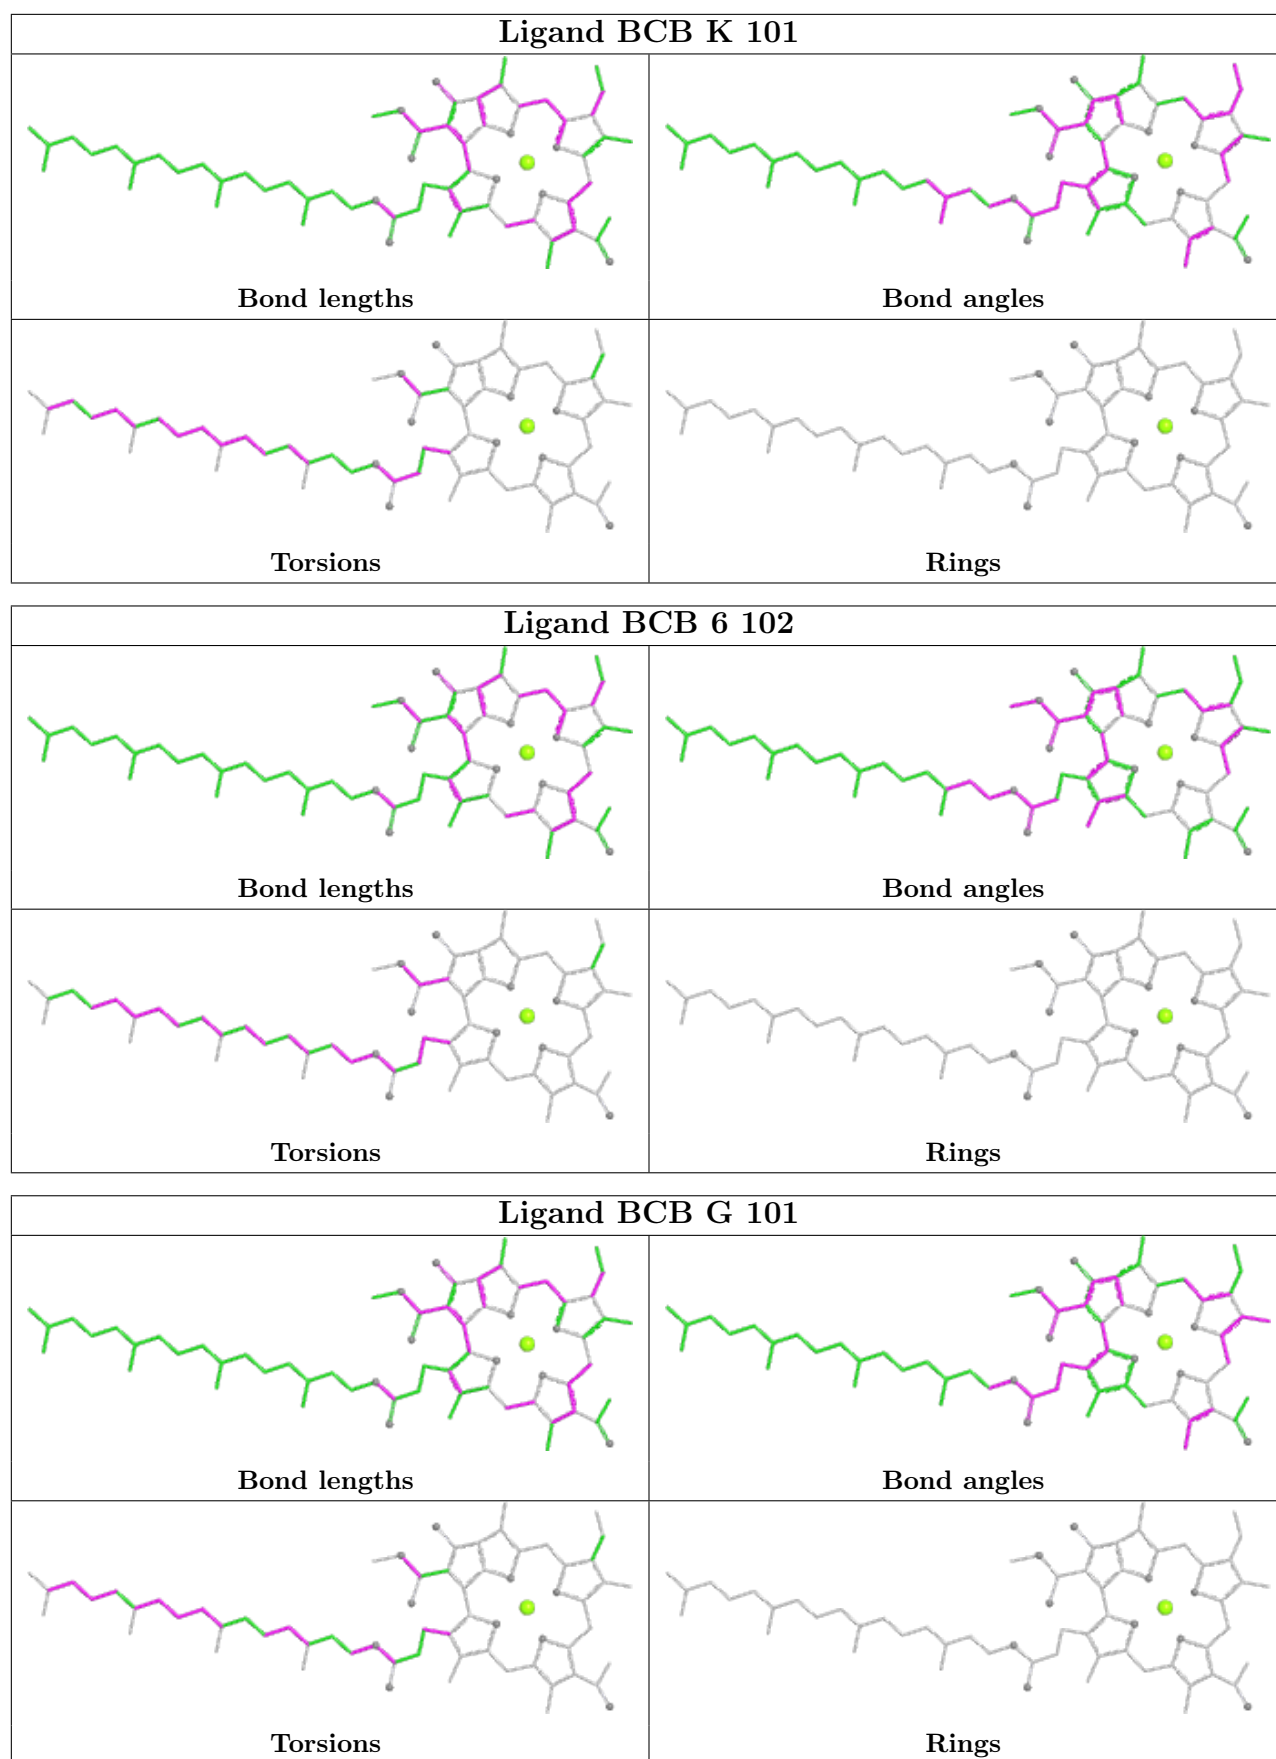 Ligand BCB K 101
Bond lengths
Bond angles
Torsions
Rings
Ligand BCB 6 102
Bond lengths
Bond angles
Torsions
Rings
Ligand BCB G 101
Bond lengths
Bond angles
Torsions
Rings